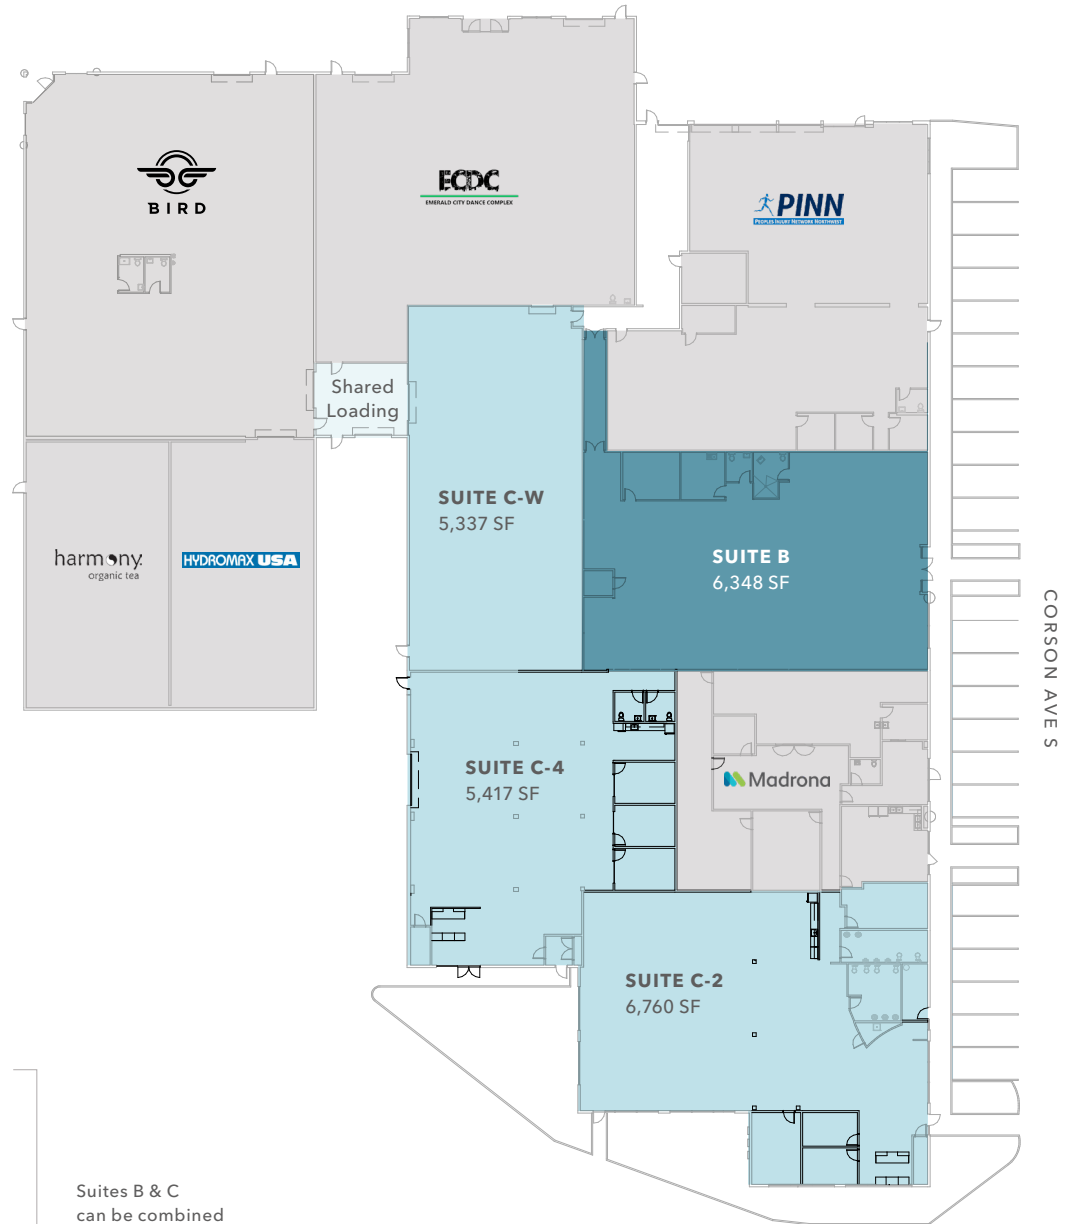 BIRD
ECDC
EMERALD CITY DANCE COMPLEX
PINN
PEOPLES INJURY NETWORK NORTHWEST
Shared
Loading
SUITE C-W
5,337 SF
SUITE B
6,348 SF
harmony.
organic tea
HYDROMAX USA
CORSON AVE S
SUITE C-4
5,417 SF
Madrona
SUITE C-2
6,760 SF
Suites B & C
can be combined